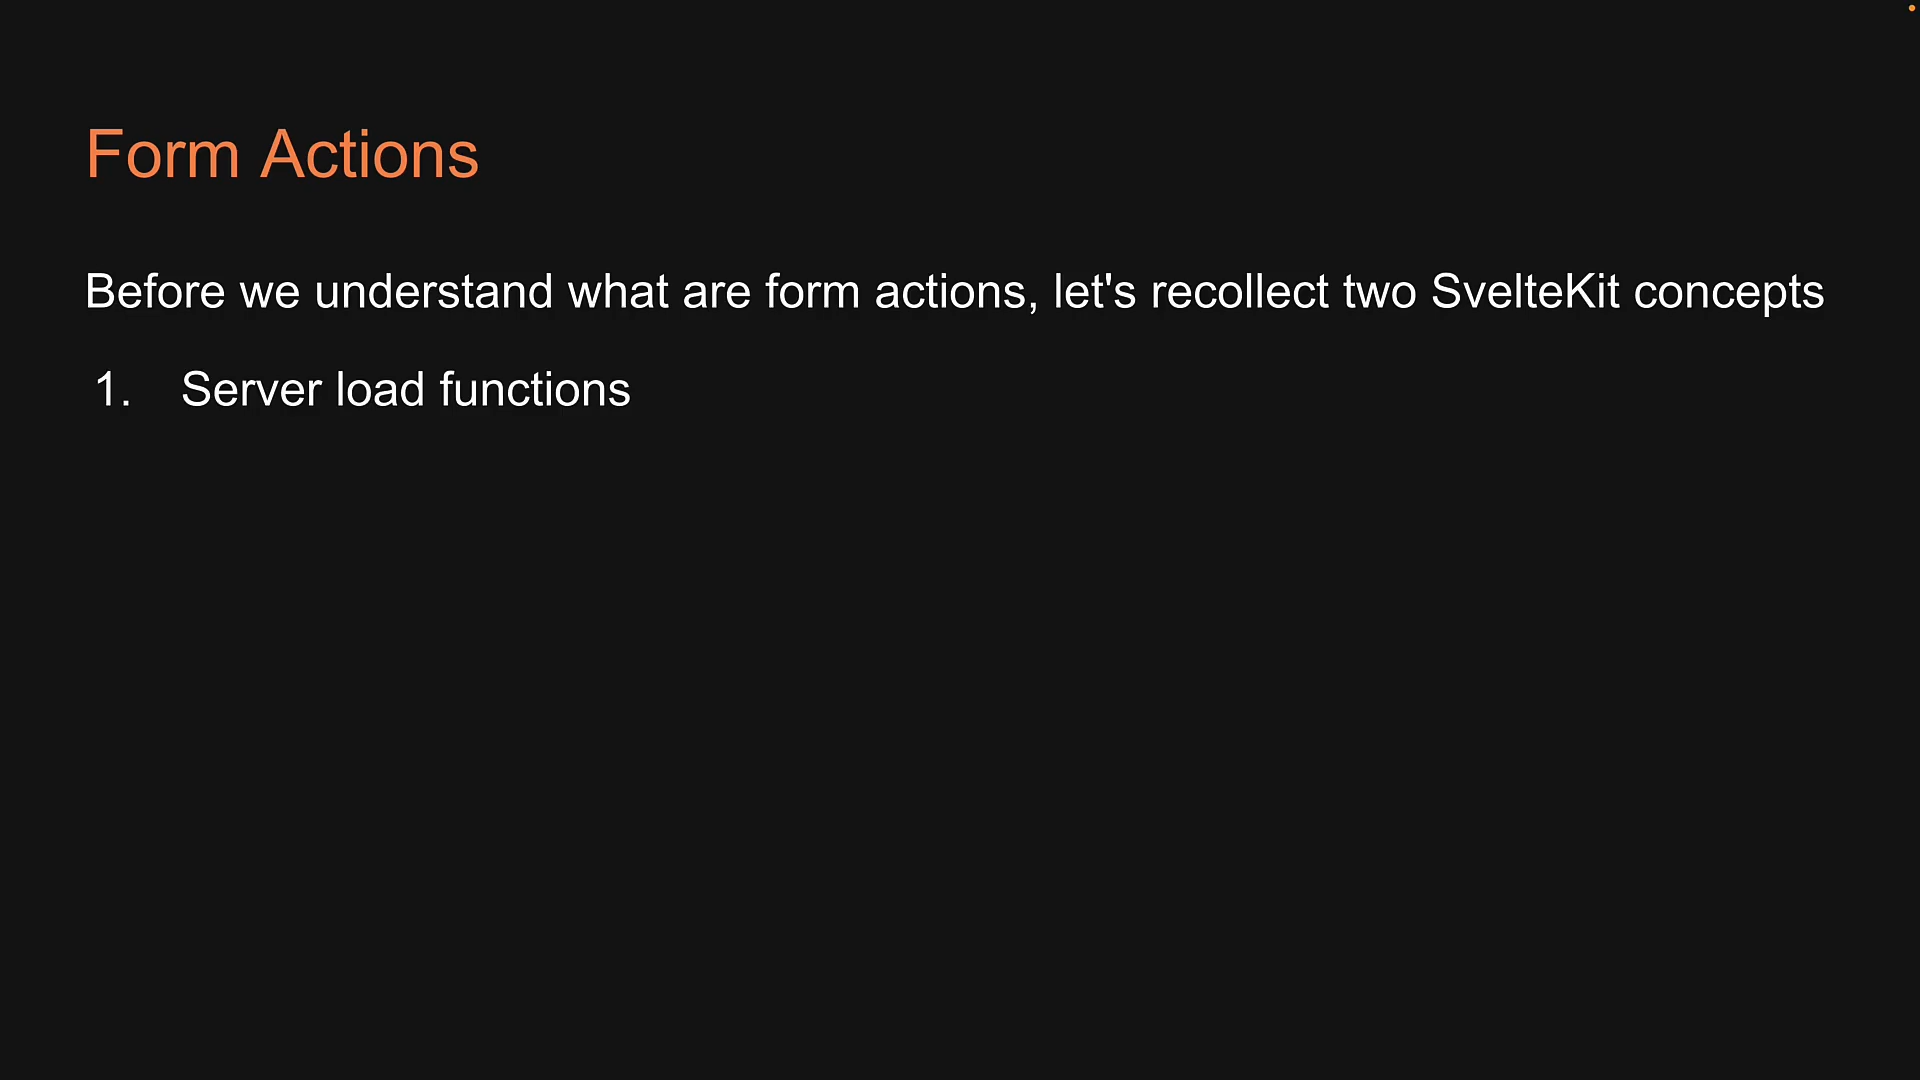 Form Actions
Before we understand what are form actions, let's recollect two SvelteKit concepts
1. Server load functions